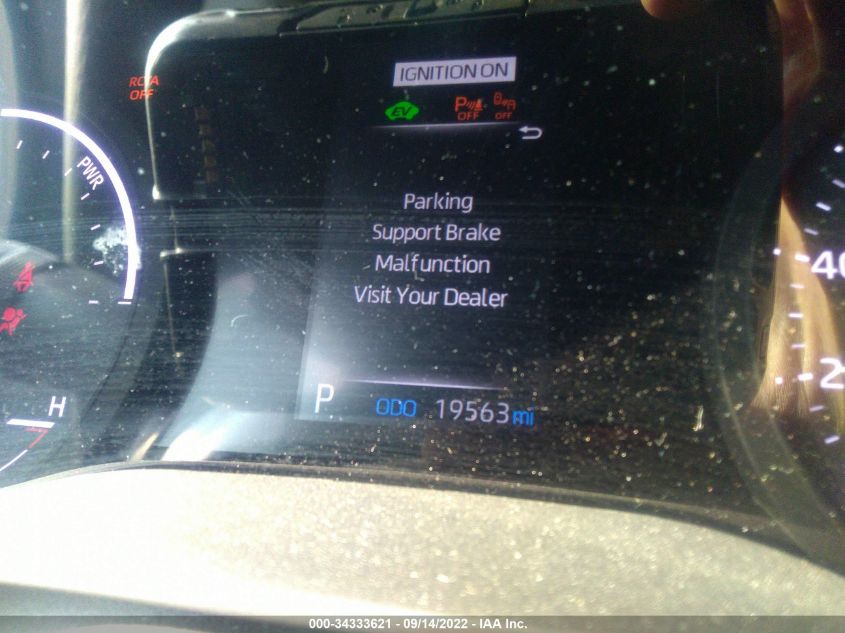 IGNITION ON
RCTA
OFF
EV
P OFF
OFF
PWR
Parking
Support Brake
Malfunction
Visit Your Dealer
40
2
H
P ODO 19563 mi
000-34333621 - 09/14/2022 - IAA Inc.